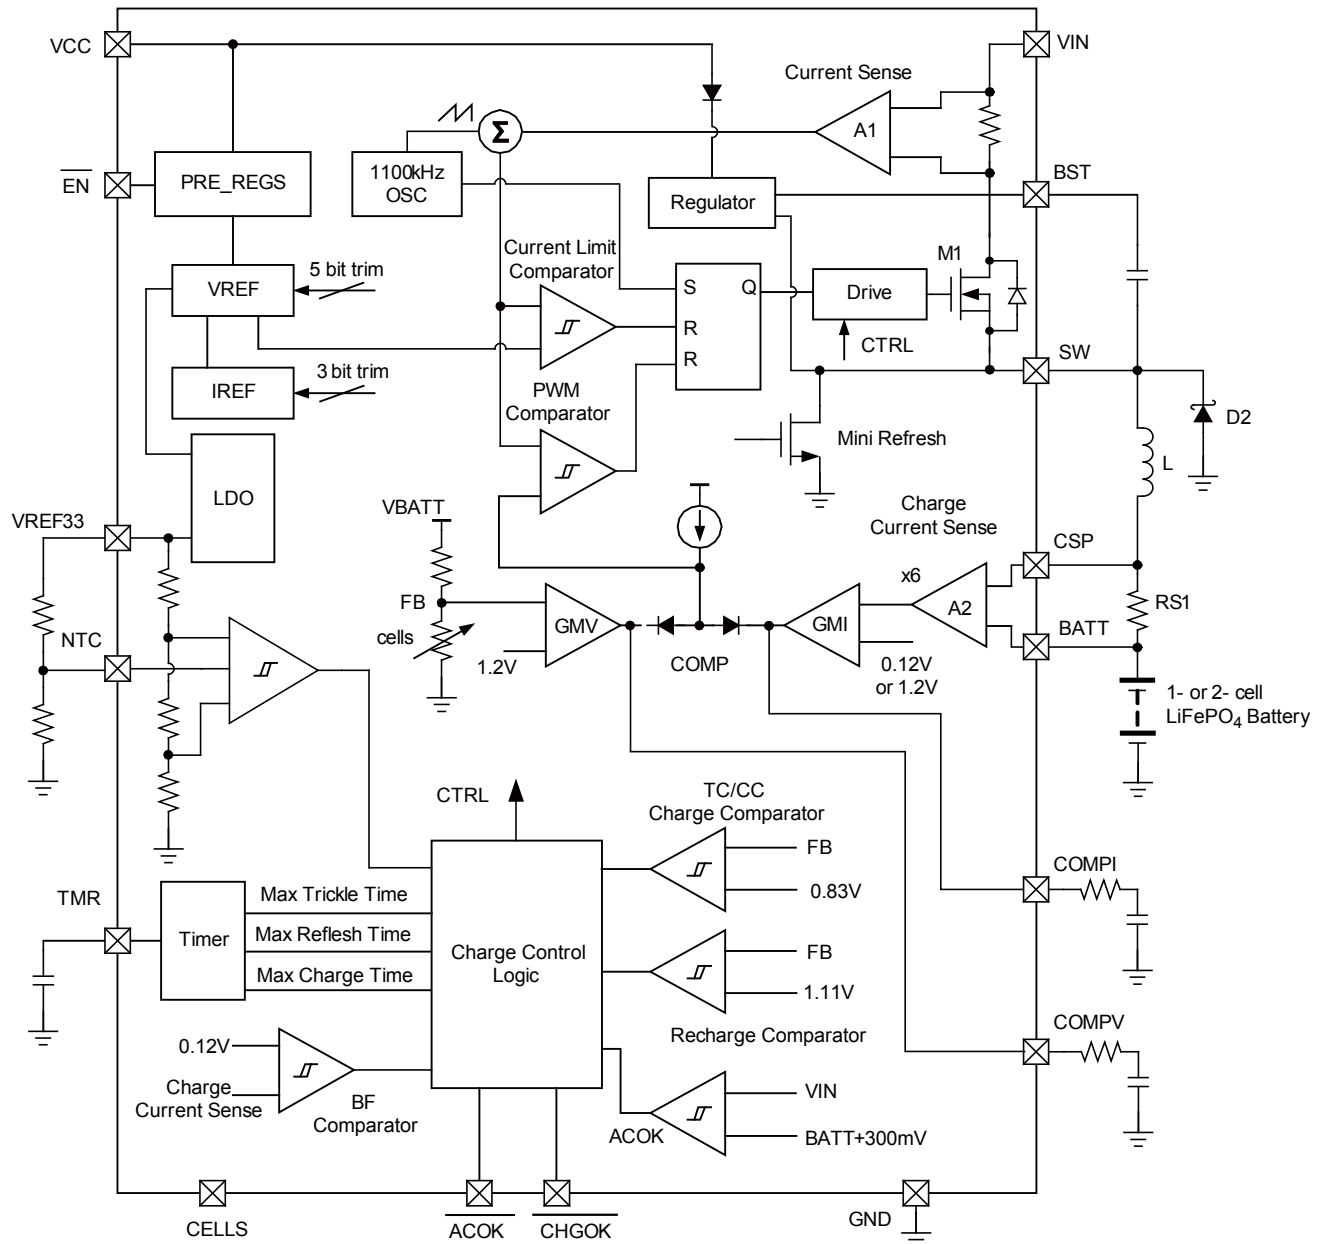 VCC
VIN
Current Sense
A1
Σ
EN
PRE_REGS
1100kHz
OSC
Regulator
BST
Current Limit
Comparator
M1
5 bit trim
VREF
S
Q
R
R
Drive
CTRL
SW
3 bit trim
IREF
PWM
Comparator
Mini Refresh
D2
L
LDO
VBATT
Charge
Current Sense
VREF33
CSP
x6
A2
RS1
FB
cells
GMV
GMI
NTC
BATT
1.2V
COMP
0.12V
or 1.2V
1- or 2- cell
LiFePO4 Battery
CTRL
TC/CC
Charge Comparator
FB
0.83V
COMPI
TMR
Timer
Max Trickle Time
Max Reflesh Time
Max Charge Time
Charge Control
Logic
FB
1.11V
Recharge Comparator
COMPV
0.12V
Charge
Current Sense
BF
Comparator
VIN
ACOK
BATT+300mV
CELLS
ACOK
CHGOK
GND